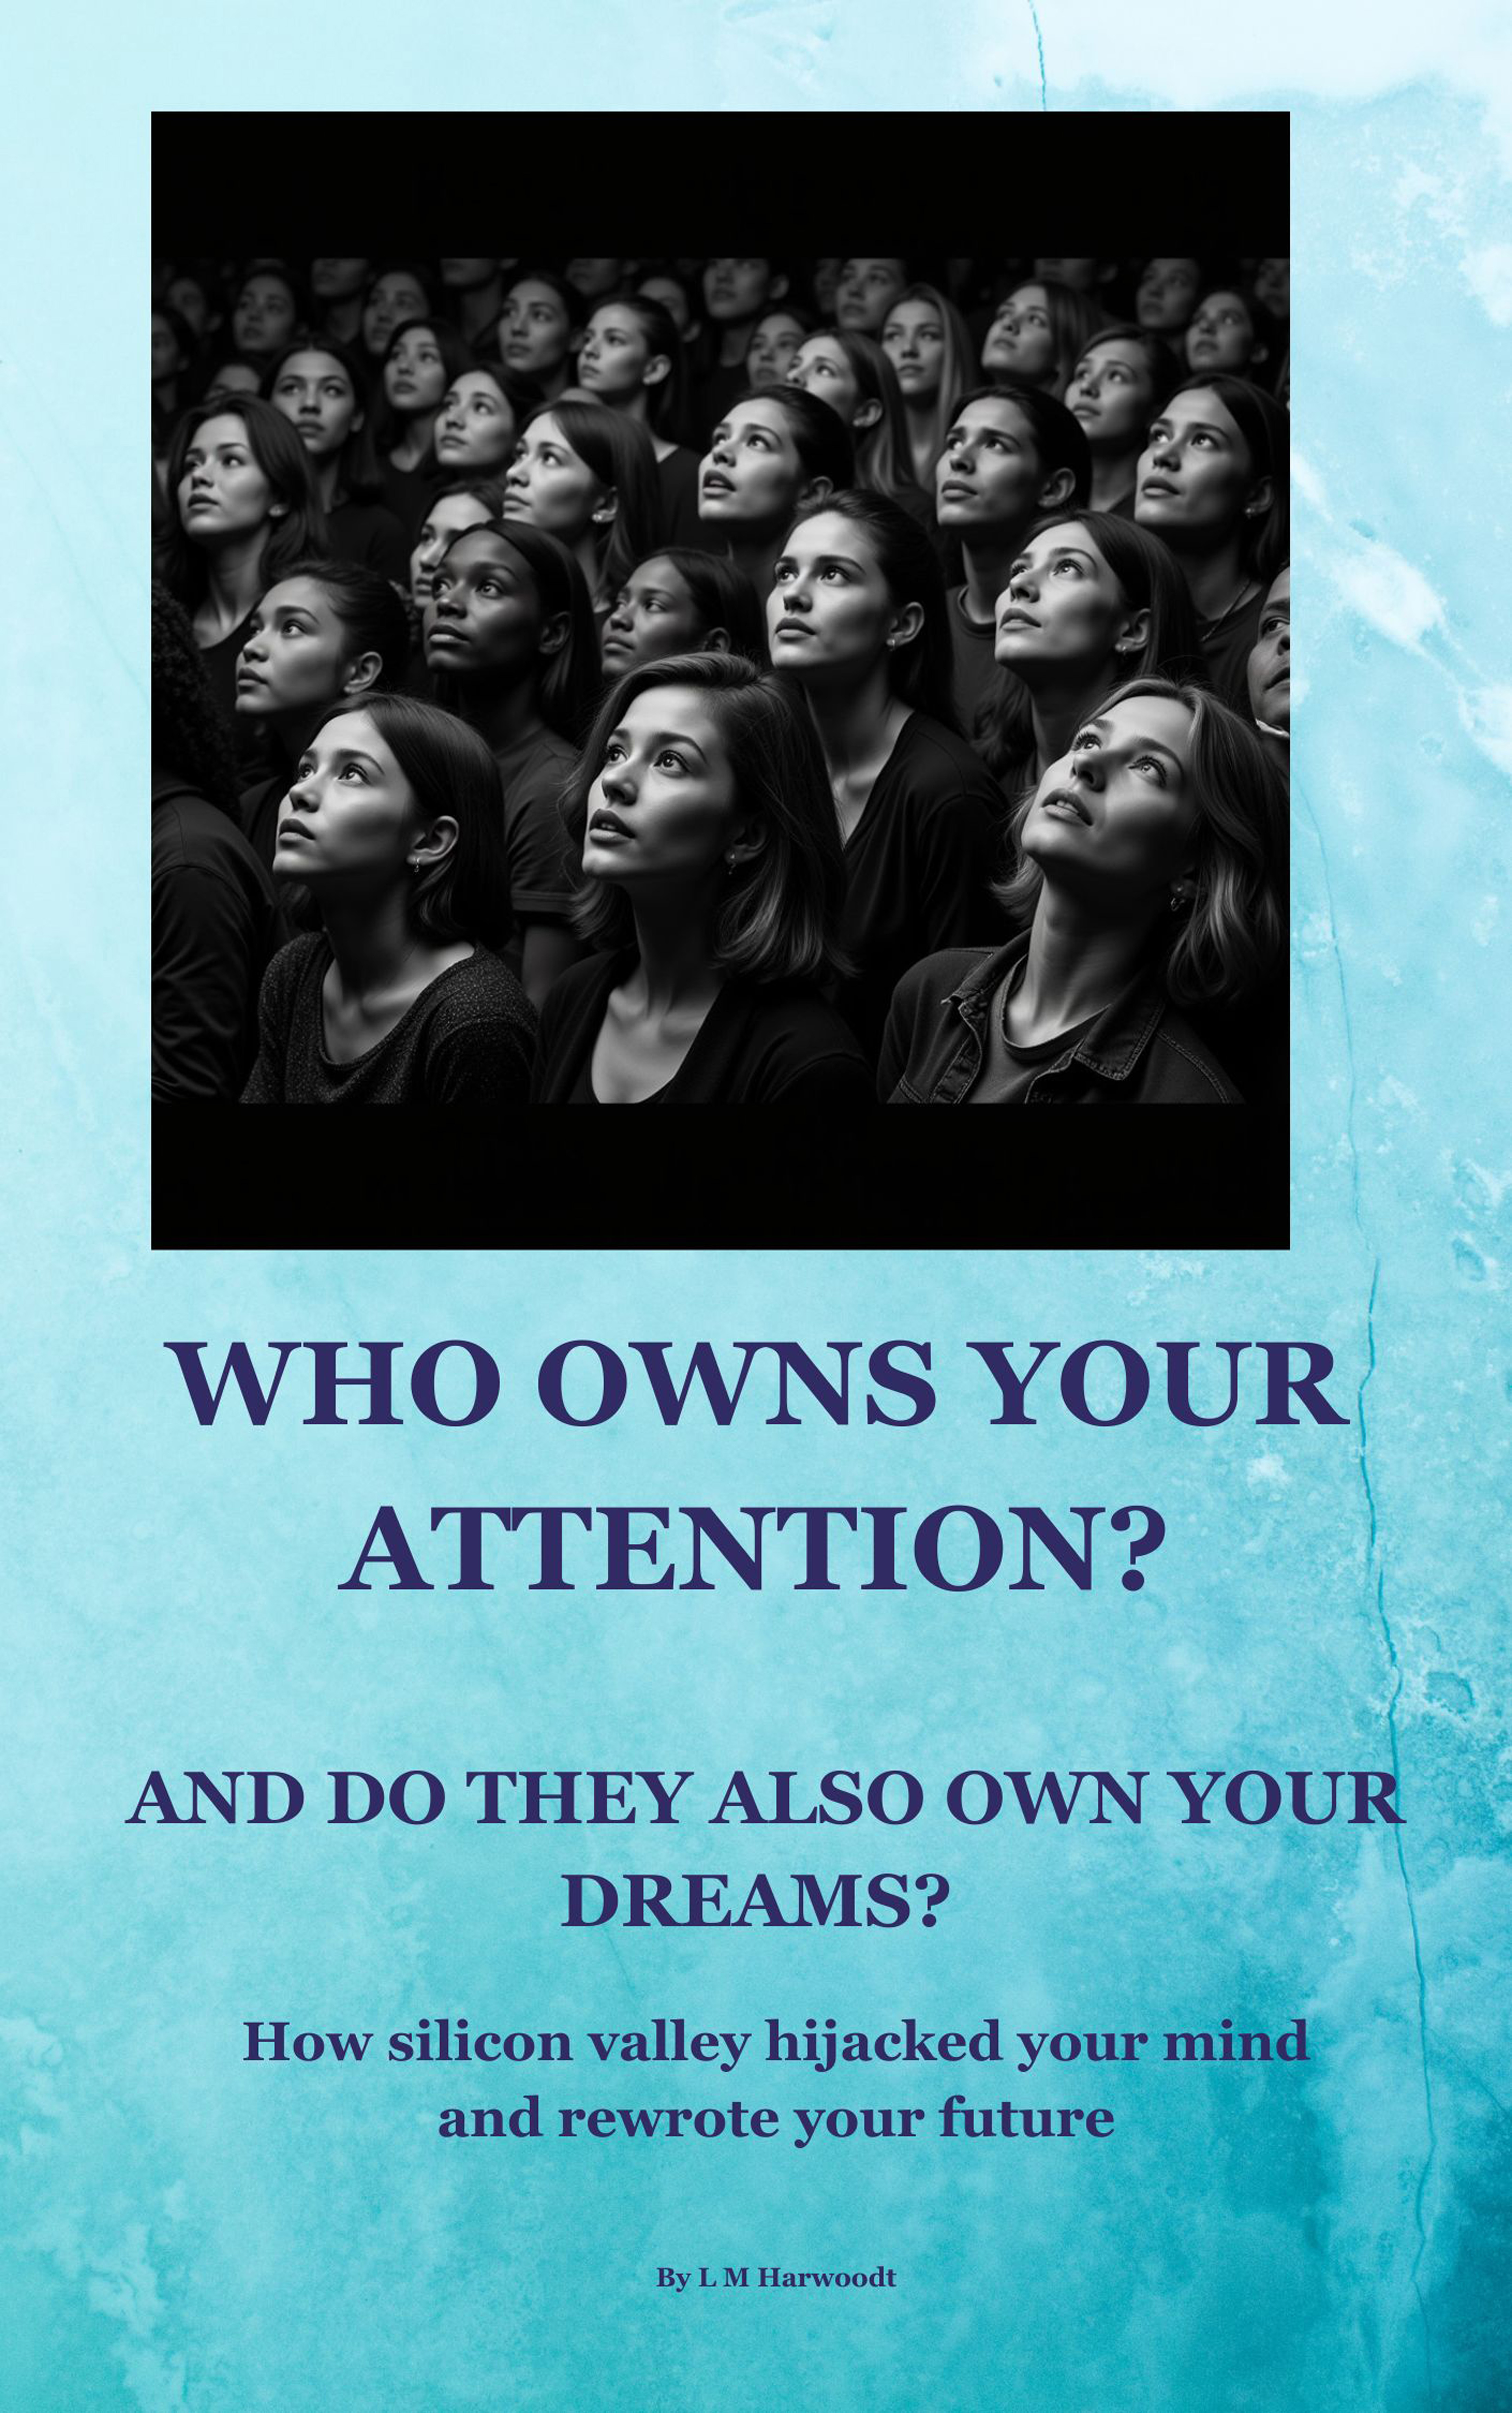 WHO OWNS YOUR
ATTENTION?
AND DO THEY ALSO OWN YOUR
DREAMS?
How silicon valley hijacked your mind
and rewrote your future
By L M Harwoodt